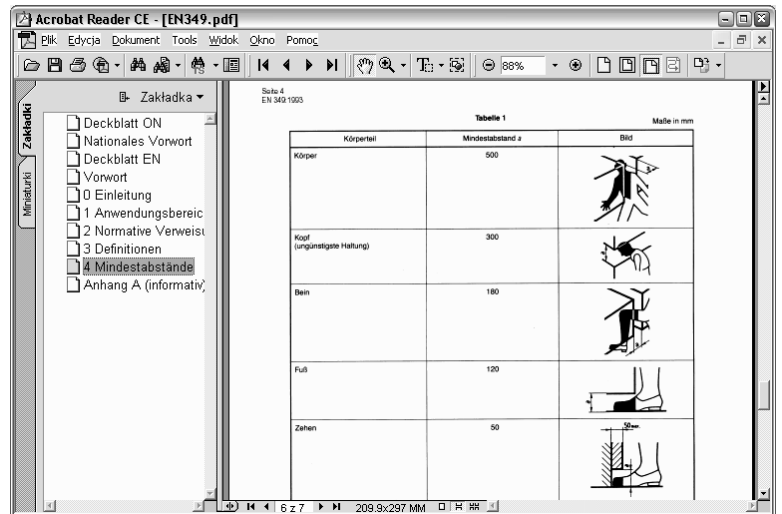 Acrobat Reader CE - [EN349.pdf]
Plik Edycja Dokument Tools Widok Okno Pomoc
88%
Zakładki
Miniaturki
Zakładka
Deckblatt ON
Nationales Vorwort
Deckblatt EN
Vorwort
0 Einleitung
1 Anwendungsbereic
2 Normative Verweisu
3 Definitionen
4 Mindestabstände
Anhang A (informativ)
Seite 4
EN 349:1993
Tabelle 1
Maße in mm
Körperteil Mindestabstand a Bild
Körper 500
Kopf 300
(ungünstigste Haltung)
Bein 180
Fuß 120
Zehen 50
50 max.
6 z 7 209.9x297 MM